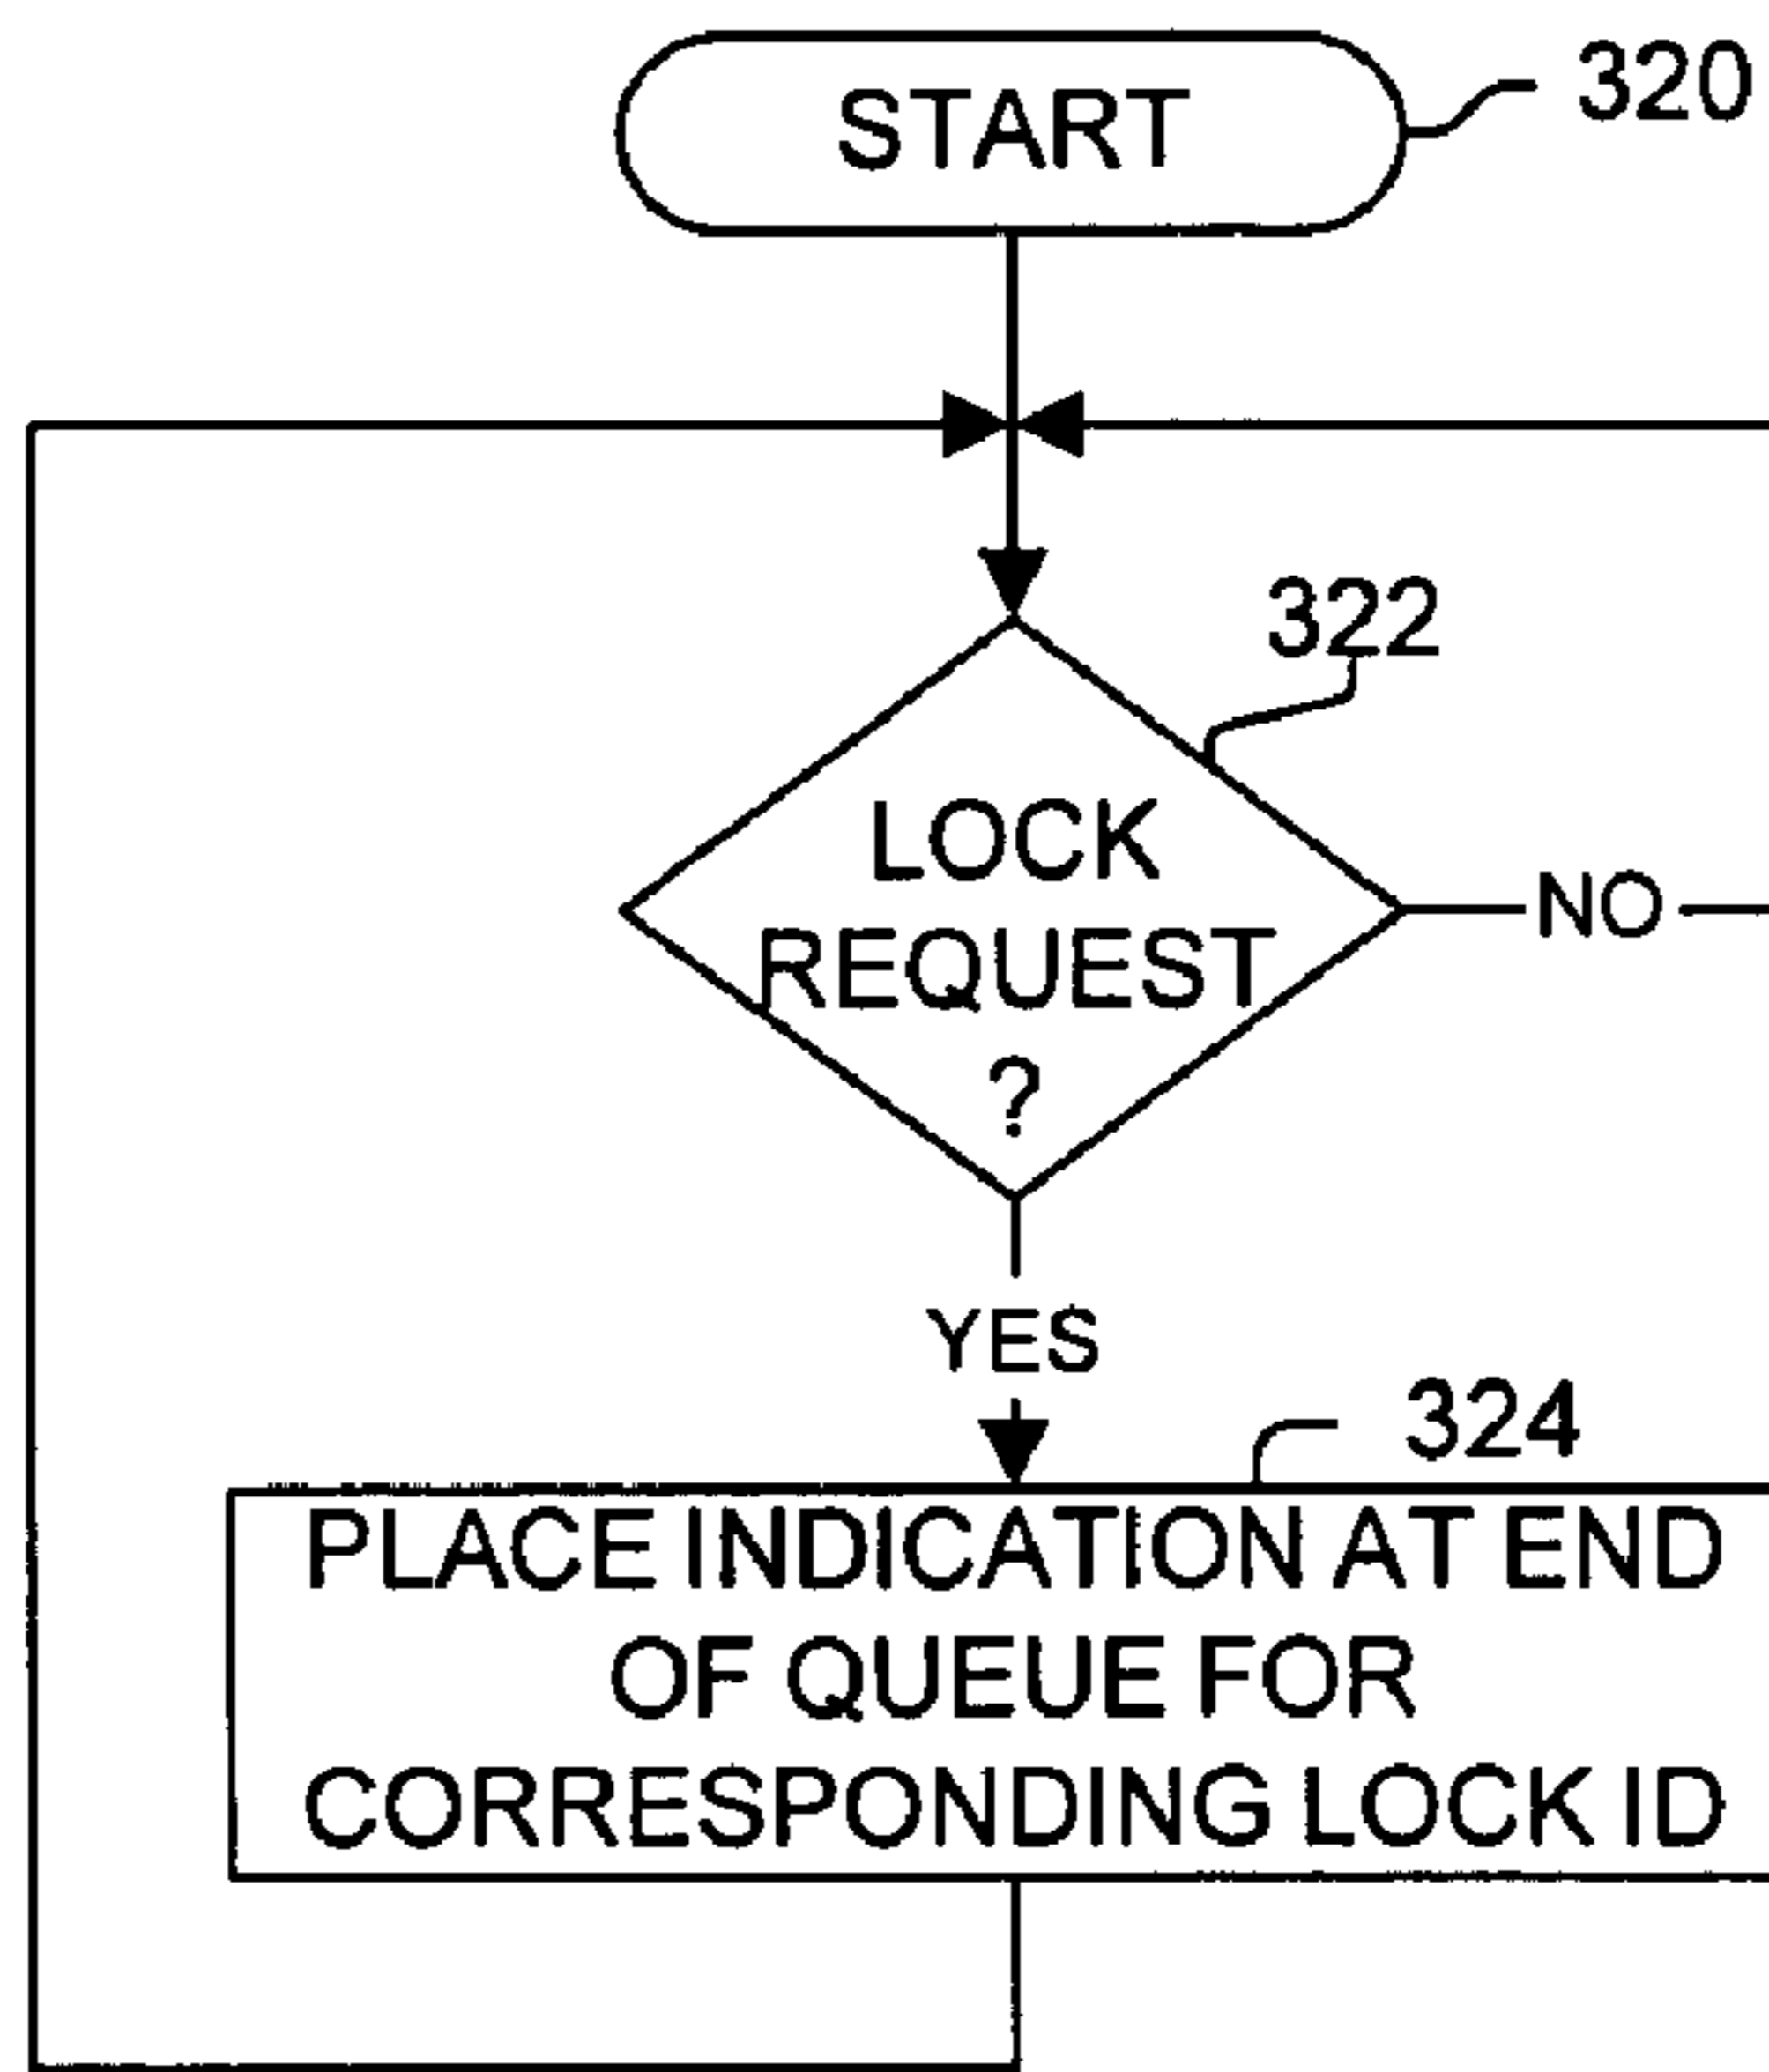 START
320
322
LOCK
REQUEST
?
NO
YES
324
PLACE INDICATION AT END
OF QUEUE FOR
CORRESPONDING LOCK ID